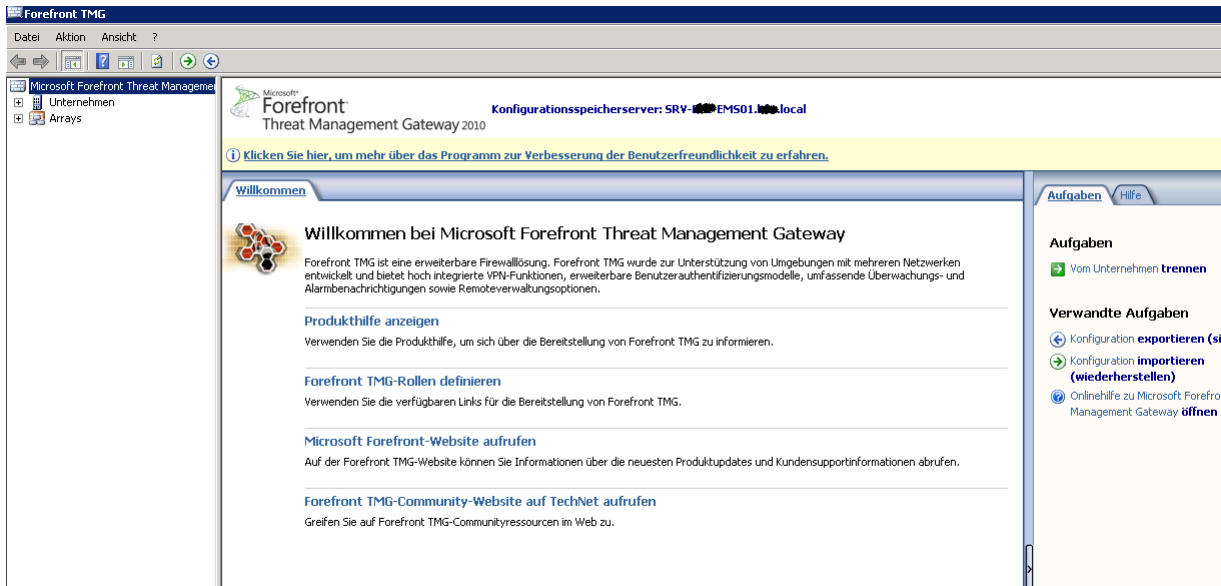 Forefront TMG
Datei Aktion Ansicht ?
Microsoft Forefront Threat Manageme
Unternehmen
Arrays
Microsoft
Forefront
Threat Management Gateway 2010
Konfigurationsspeicherserver: SRV- EMS01. .local
Klicken Sie hier, um mehr über das Programm zur Verbesserung der Benutzerfreundlichkeit zu erfahren.
Willkommen
Willkommen bei Microsoft Forefront Threat Management Gateway
Forefront TMG ist eine erweiterbare Firewalllösung. Forefront TMG wurde zur Unterstützung von Umgebungen mit mehreren Netzwerken
entwickelt und bietet hoch integrierte VPN-Funktionen, erweiterbare Benutzerauthentifizierungsmodelle, umfassende Überwachungs- und
Alarmbenachrichtigungen sowie Remoteverwaltungsoptionen.
Produkthilfe anzeigen
Verwenden Sie die Produkthilfe, um sich über die Bereitstellung von Forefront TMG zu informieren.
Forefront TMG-Rollen definieren
Verwenden Sie die verfügbaren Links für die Bereitstellung von Forefront TMG.
Microsoft Forefront-Website aufrufen
Auf der Forefront TMG-Website können Sie Informationen über die neuesten Produktupdates und Kundensupportinformationen abrufen.
Forefront TMG-Community-Website auf TechNet aufrufen
Greifen Sie auf Forefront TMG-Communityressourcen im Web zu.
Aufgaben Hilfe
Aufgaben
Vom Unternehmen trennen
Verwandte Aufgaben
Konfiguration exportieren (si
Konfiguration importieren
(wiederherstellen)
Onlinehilfe zu Microsoft Forefro
Management Gateway öffnen